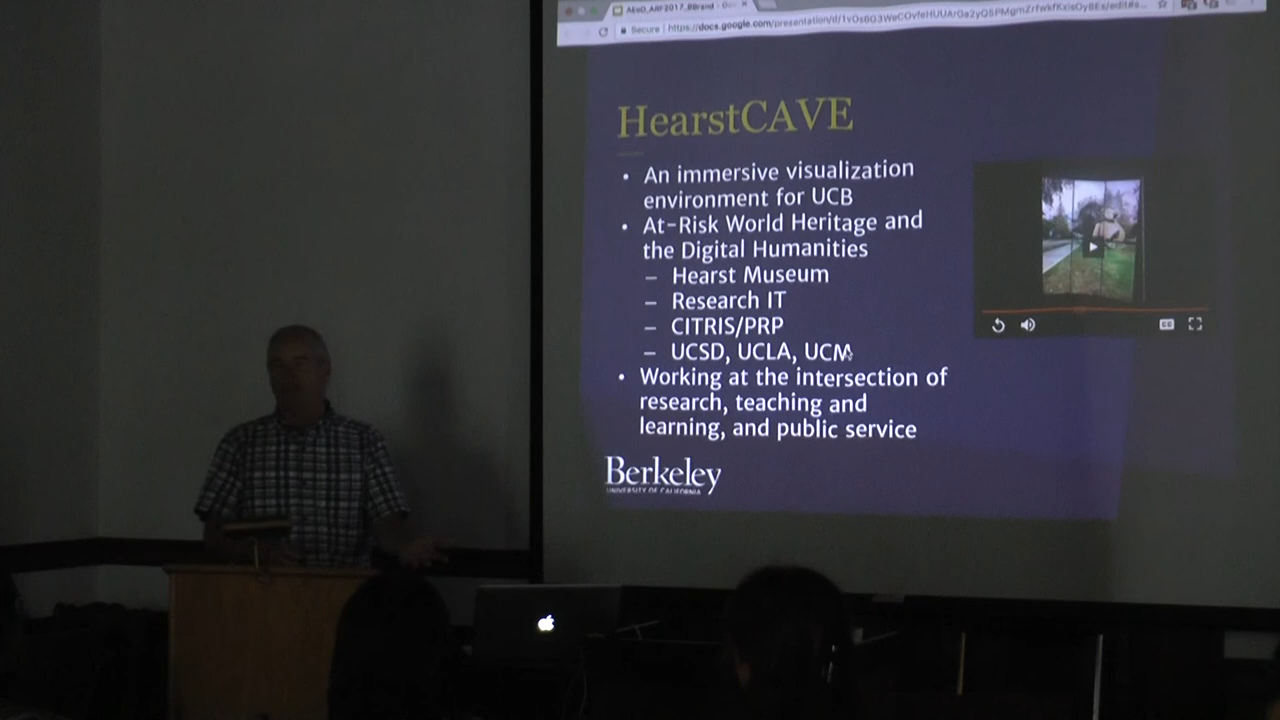 Secure
HearstCAVE
• An immersive visualization
environment for UCB
• At-Risk World Heritage and
the Digital Humanities
– Hearst Museum
– Research IT
– CITRIS/PRP
– UCSD, UCLA, UCM
• Working at the intersection of
research, teaching and
learning, and public service
Berkeley
UNIVERSITY OF CALIFORNIA
CC